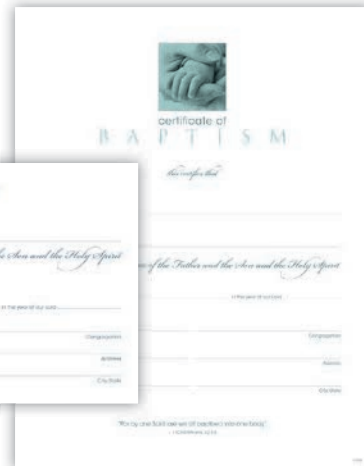 certificate of
BAPTISM
this certifies that
the Son and the Holy Spirit
of the Father and the Son and the Holy Spirit
in the year of our Lord
in the year of our Lord
Congregation
Congregation
Address
City/State
City/State
"For by one Spirit are we all baptized into one body"